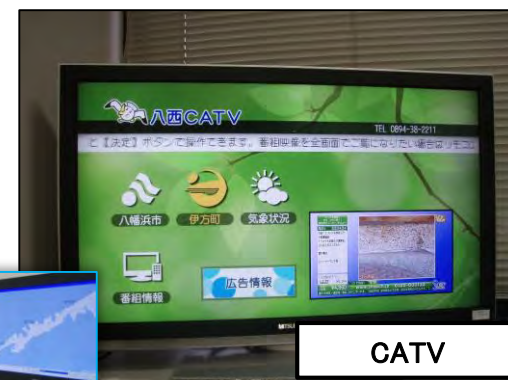 八西CATV
TEL 0894-38-2211
と【決定】ボタンで操作できます。番組映像を全画面でご覧になりたい場合はリモコン
八幡浜市
伊方町
気象状況
番組情報
広告情報
CATV